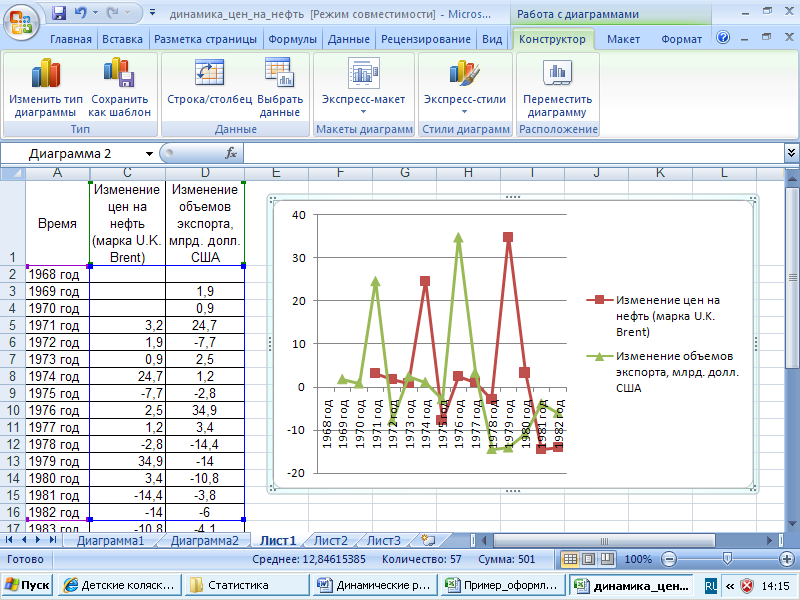 динамика_цен_на_нефть [Режим совместимости] - Micros...
Работа с диаграммами
Главная Вставка Разметка страницы Формулы Данные Рецензирование Вид Конструктор Макет Формат
Изменить тип диаграммы
Сохранить как шаблон
Строка/столбец
Выбрать данные
Экспресс-макет
Экспресс-стили
Переместить диаграмму
Тип Данные Макеты диаграмм Стили диаграмм Расположение
Диаграмма 2 fx
A C D E F G H I J K L
1 Время
Изменение цен на нефть (марка U.K. Brent)
Изменение объемов экспорта, млрд. долл. США
2 1968 год
3 1969 год 1,9
4 1970 год 0,9
5 1971 год 3,2 24,7
6 1972 год 1,9 -7,7
7 1973 год 0,9 2,5
8 1974 год 24,7 1,2
9 1975 год -7,7 -2,8
10 1976 год 2,5 34,9
11 1977 год 1,2 3,4
12 1978 год -2,8 -14,4
13 1979 год 34,9 -14
14 1980 год 3,4 -10,8
15 1981 год -14,4 -3,8
16 1982 год -14 -6
17 1983 год -10,8 -4,1
40
30
20
10
0
-10
-20
1968 год
1969 год
1970 год
1971 год
1972 год
1973 год
1974 год
1975 год
1976 год
1977 год
1978 год
1979 год
1980 год
1981 год
1982 год
Изменение цен на
нефть (марка U.K.
Brent)
Изменение объемов
экспорта, млрд. долл.
США
Диаграмма1 Диаграмма2 Лист1 Лист2 Лист3
Готово Среднее: 12,84615385 Количество: 57 Сумма: 501 100%
Пуск Детские коляск... Статистика Динамические р... Пример_оформл... динамика_цен... RL « 14:15